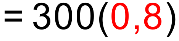 = 300(0,8)